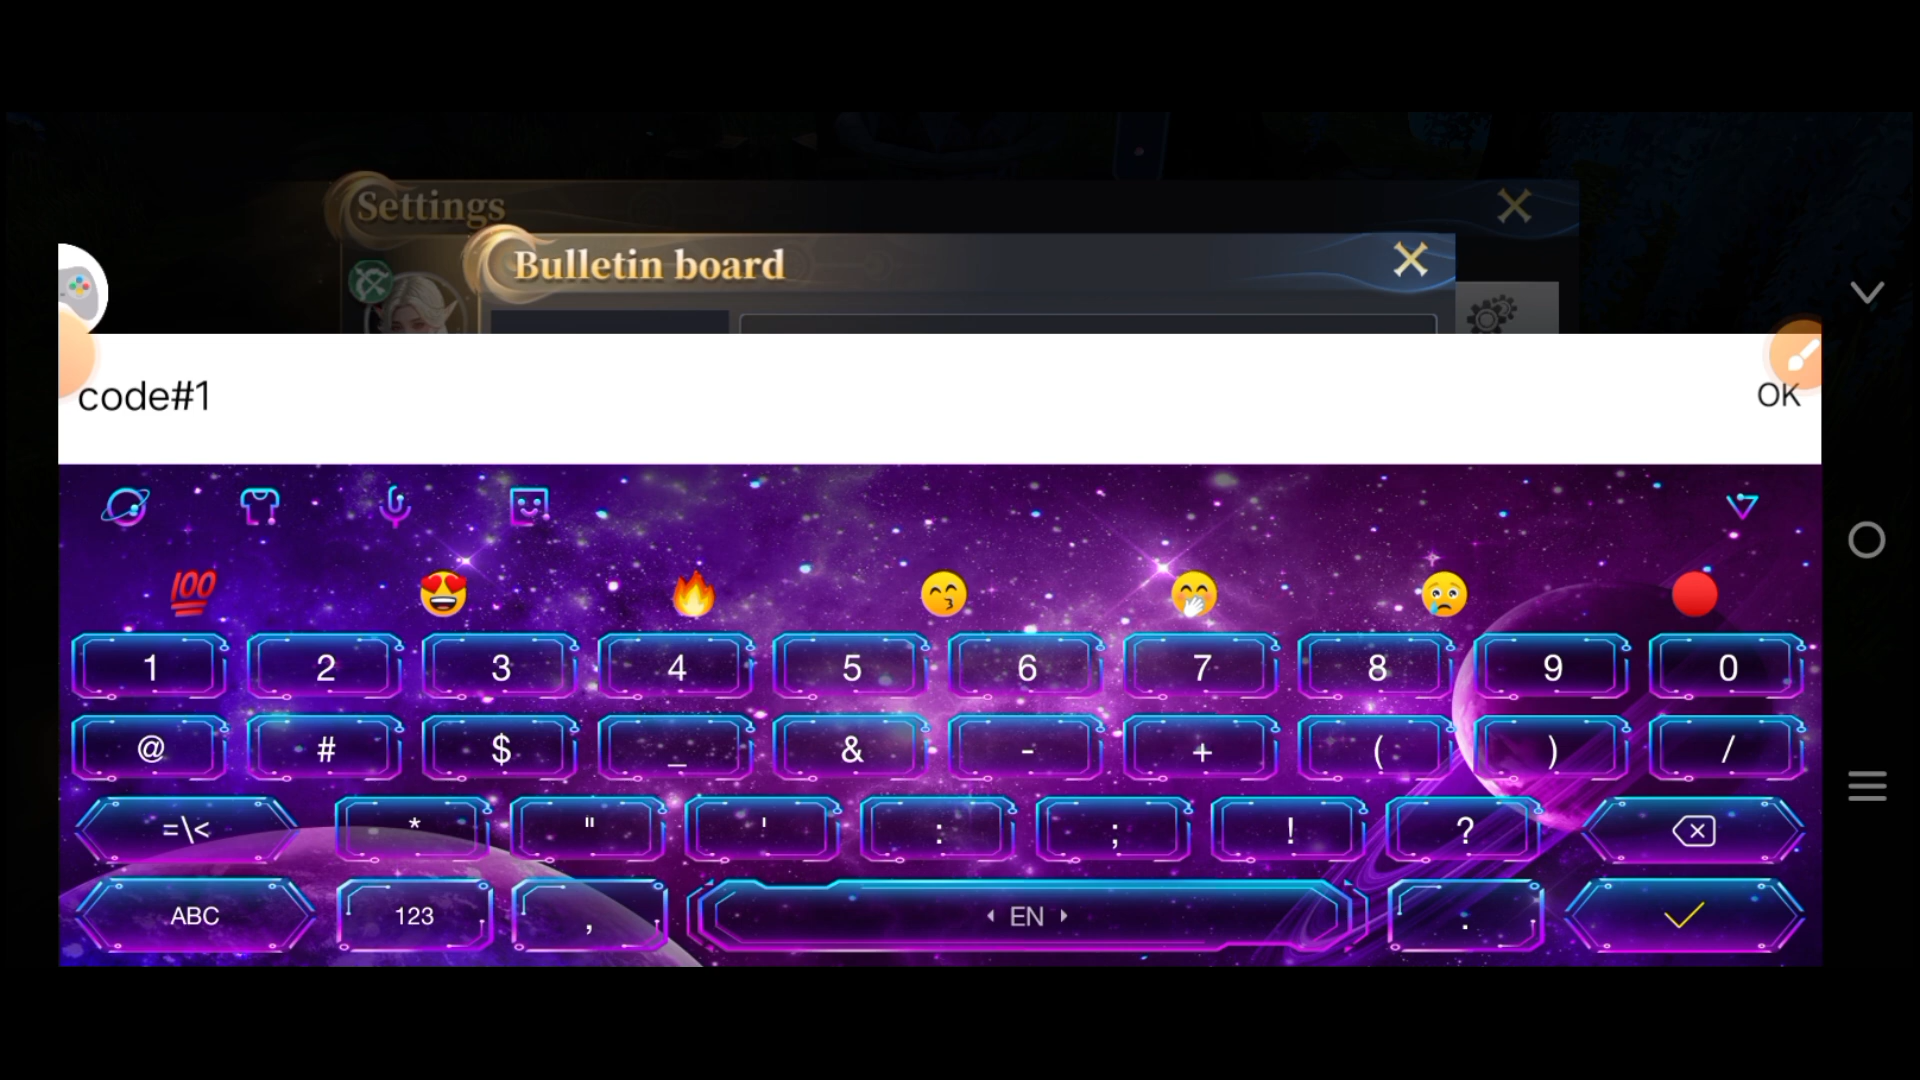 Settings
Bulletin board
code#1
OK
1 2 3 4 5 6 7 8 9 0
@ # $ _ & - + ( ) /
=\< * " ' : ; ! ?
ABC 123 , EN .